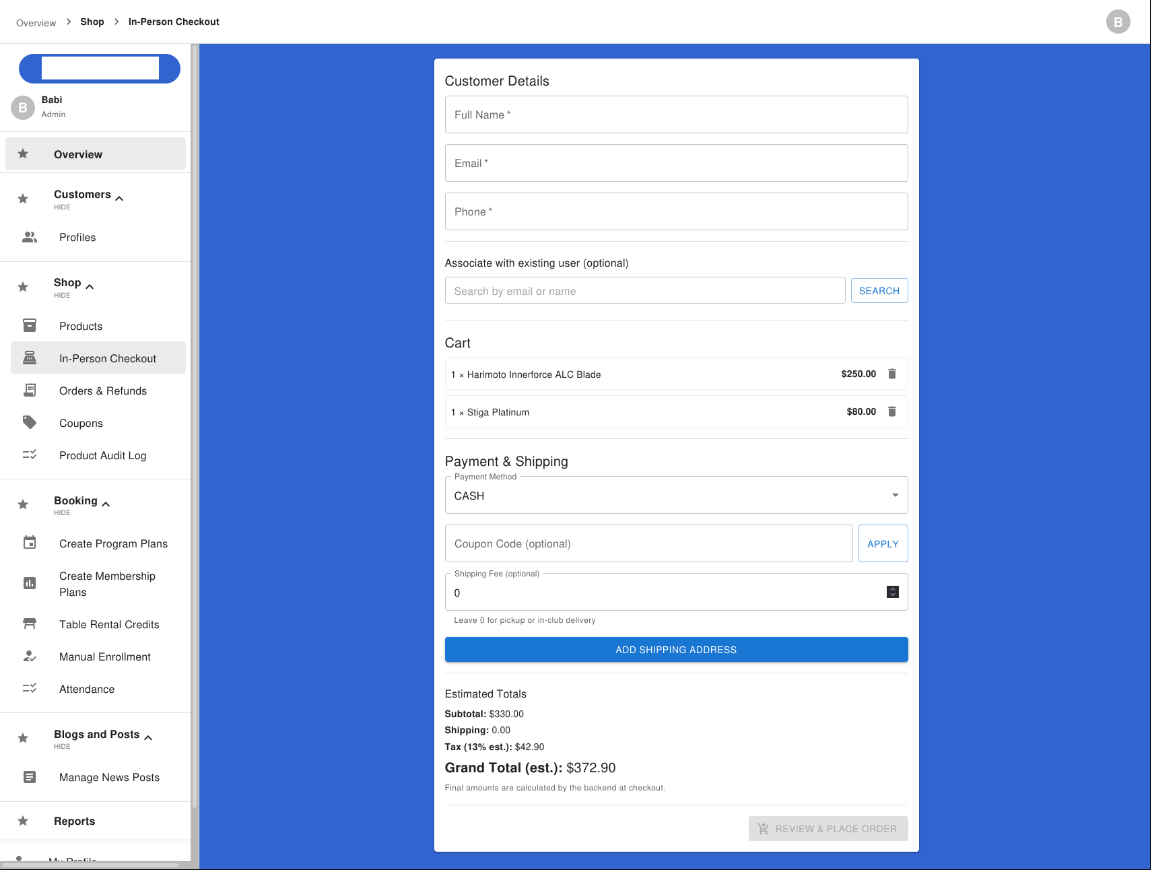 Overview > Shop > In-Person Checkout
B
B
Babi
Admin
Overview
Customers
HIDE
Profiles
Shop
HIDE
Products
In-Person Checkout
Orders & Refunds
Coupons
Product Audit Log
Booking
HIDE
Create Program Plans
Create Membership
Plans
Table Rental Credits
Manual Enrollment
Attendance
Blogs and Posts
HIDE
Manage News Posts
Reports
My Profile
Customer Details
Full Name *
Email *
Phone *
Associate with existing user (optional)
Search by email or name
SEARCH
Cart
1 × Harimoto Innerforce ALC Blade $250.00
1 × Stiga Platinum $80.00
Payment & Shipping
Payment Method
CASH
Coupon Code (optional)
APPLY
Shipping Fee (optional)
0
Leave 0 for pickup or in-club delivery
ADD SHIPPING ADDRESS
Estimated Totals
Subtotal: $330.00
Shipping: 0.00
Tax (13% est.): $42.90
Grand Total (est.): $372.90
Final amounts are calculated by the backend at checkout.
REVIEW & PLACE ORDER